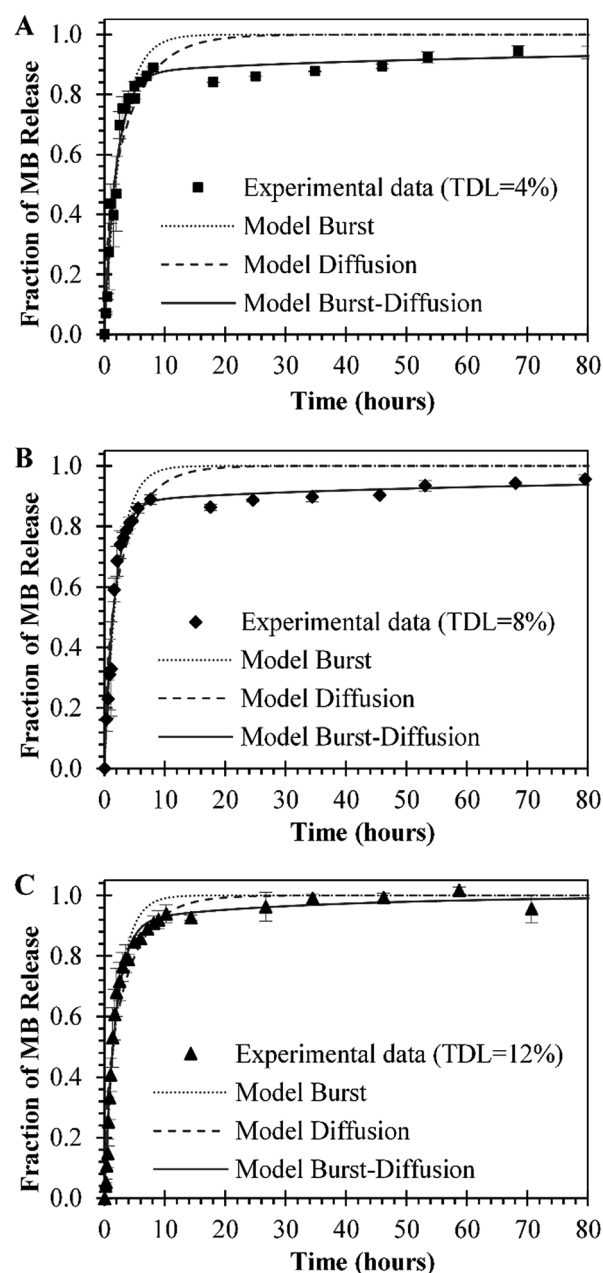 A
Fraction of MB Release
1.0
0.8
0.6
0.4
0.2
0.0
Experimental data (TDL=4%)
Model Burst
Model Diffusion
Model Burst-Diffusion
0 10 20 30 40 50 60 70 80
Time (hours)
B
Fraction of MB Release
1.0
0.8
0.6
0.4
0.2
0.0
Experimental data (TDL=8%)
Model Burst
Model Diffusion
Model Burst-Diffusion
0 10 20 30 40 50 60 70 80
Time (hours)
C
Fraction of MB Release
1.0
0.8
0.6
0.4
0.2
0.0
Experimental data (TDL=12%)
Model Burst
Model Diffusion
Model Burst-Diffusion
0 10 20 30 40 50 60 70 80
Time (hours)